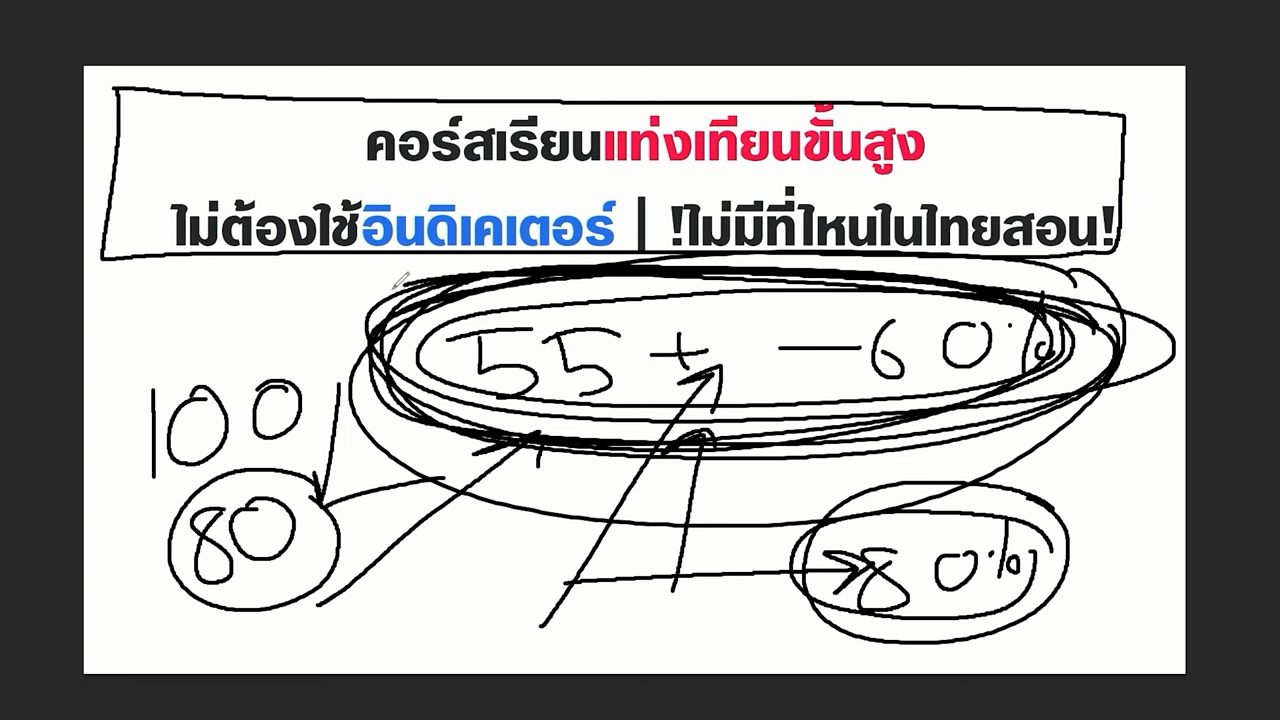 คอร์สเรียนแท่งเทียนขั้นสูง
ไม่ต้องใช้อินดิเคเตอร์ | !ไม่มีที่ไหนในไทยสอน!
55 + — 60%
100
80
80%